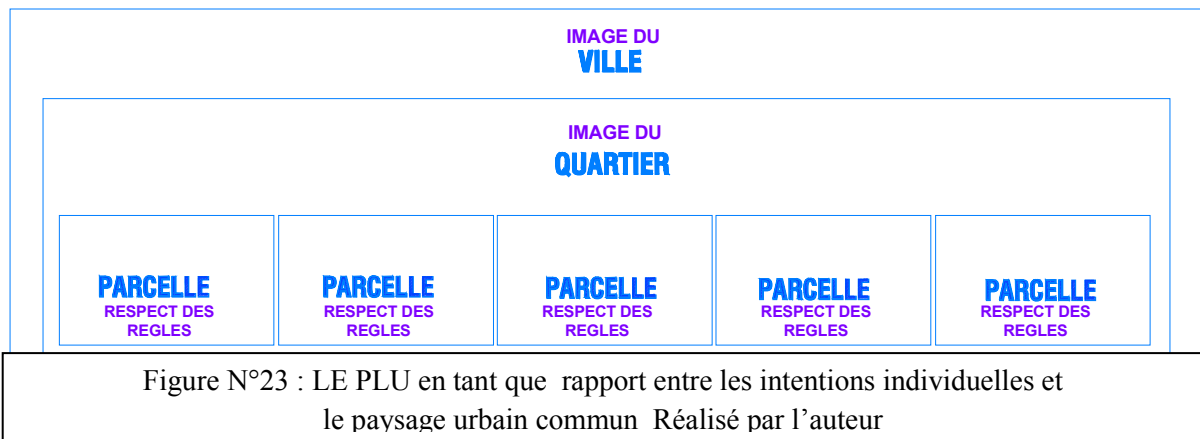 IMAGE DU
VILLE
IMAGE DU
QUARTIER
PARCELLE
RESPECT DES
REGLES
PARCELLE
RESPECT DES
REGLES
PARCELLE
RESPECT DES
REGLES
PARCELLE
RESPECT DES
REGLES
PARCELLE
RESPECT DES
REGLES
Figure N°23 : LE PLU en tant que rapport entre les intentions individuelles et
le paysage urbain commun Réalisé par l’auteur